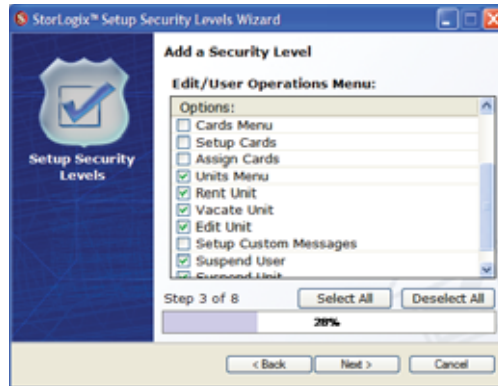 StorLogix™ Setup Security Levels Wizard
Add a Security Level
Edit/User Operations Menu:
Options:
Cards Menu
Setup Cards
Assign Cards
Units Menu
Rent Unit
Vacate Unit
Edit Unit
Setup Custom Messages
Suspend User
Suspend Unit
Setup Security
Levels
Step 3 of 8
Select All
Deselect All
28%
< Back
Next >
Cancel